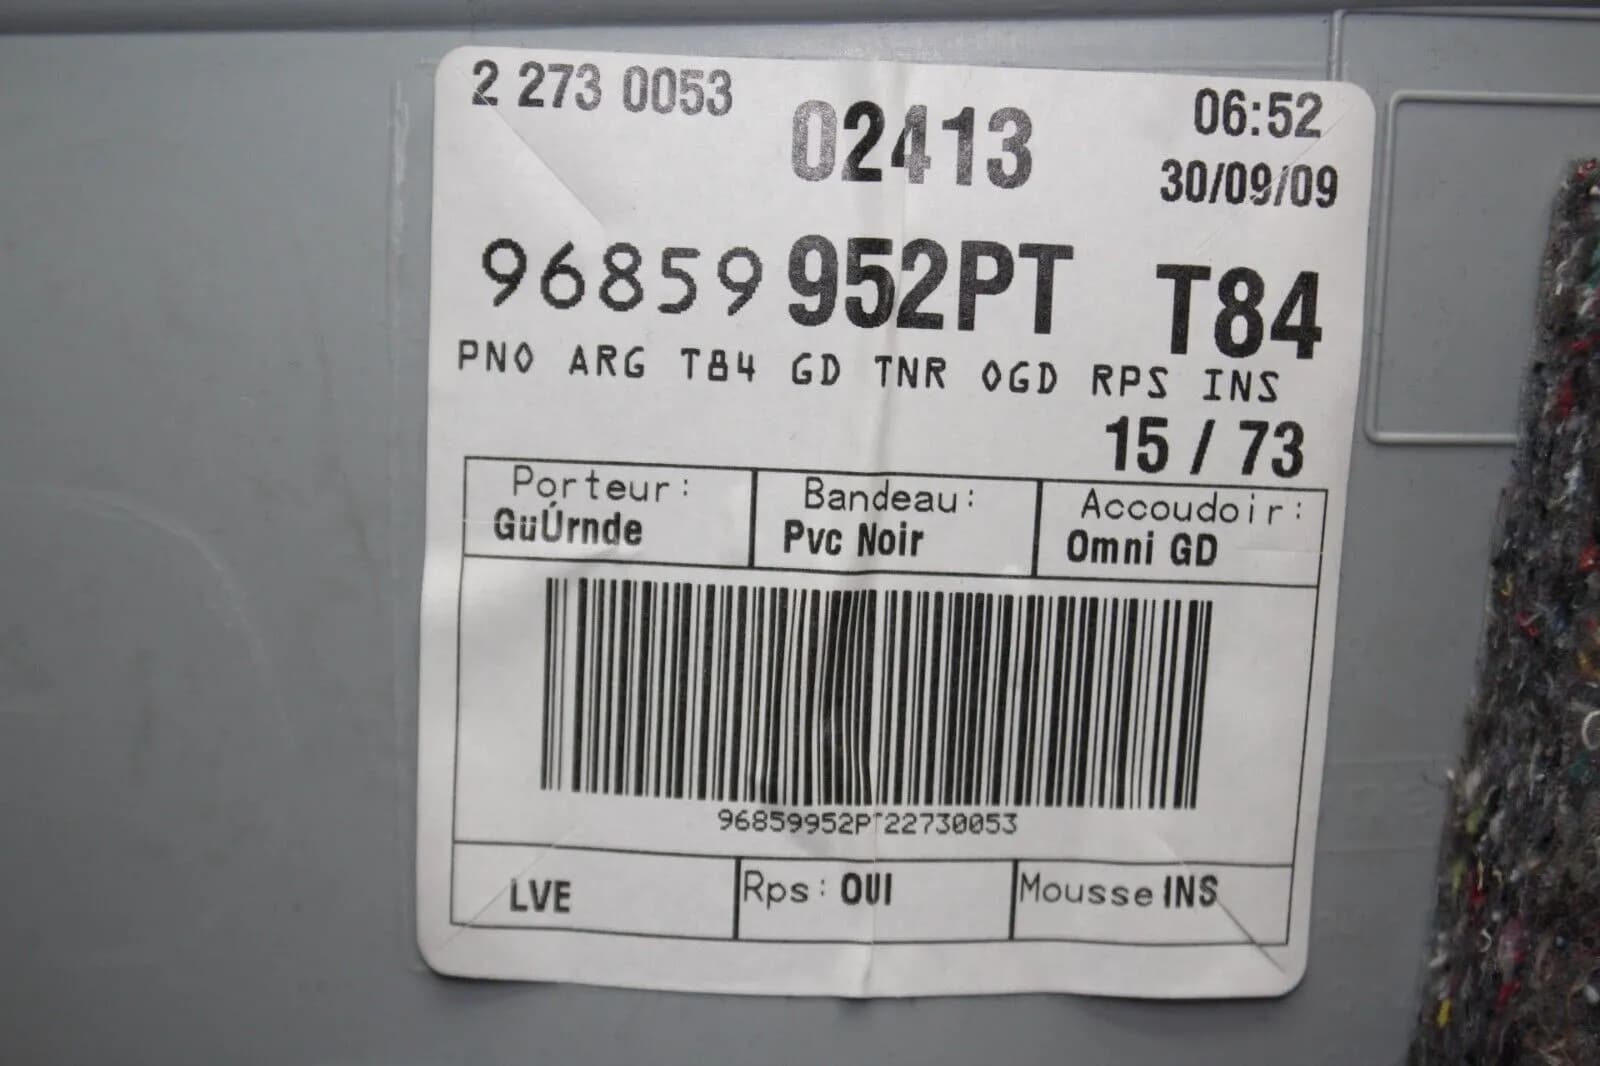 2 273 0053
02413
06:52
30/09/09
96859 952PT T84
PNO ARG T84 GD TNR OGD RPS INS
15 / 73
Porteur:
GüÚrnde
Bandeau:
Pvc Noir
Accoudoir:
Omni GD
96859952PT22730053
LVE
Rps: OUI
Mousse INS